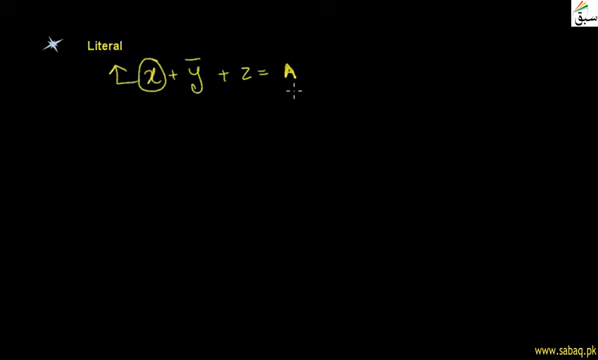 سبق
Literal
x + ȳ + z = A
www.sabaq.pk